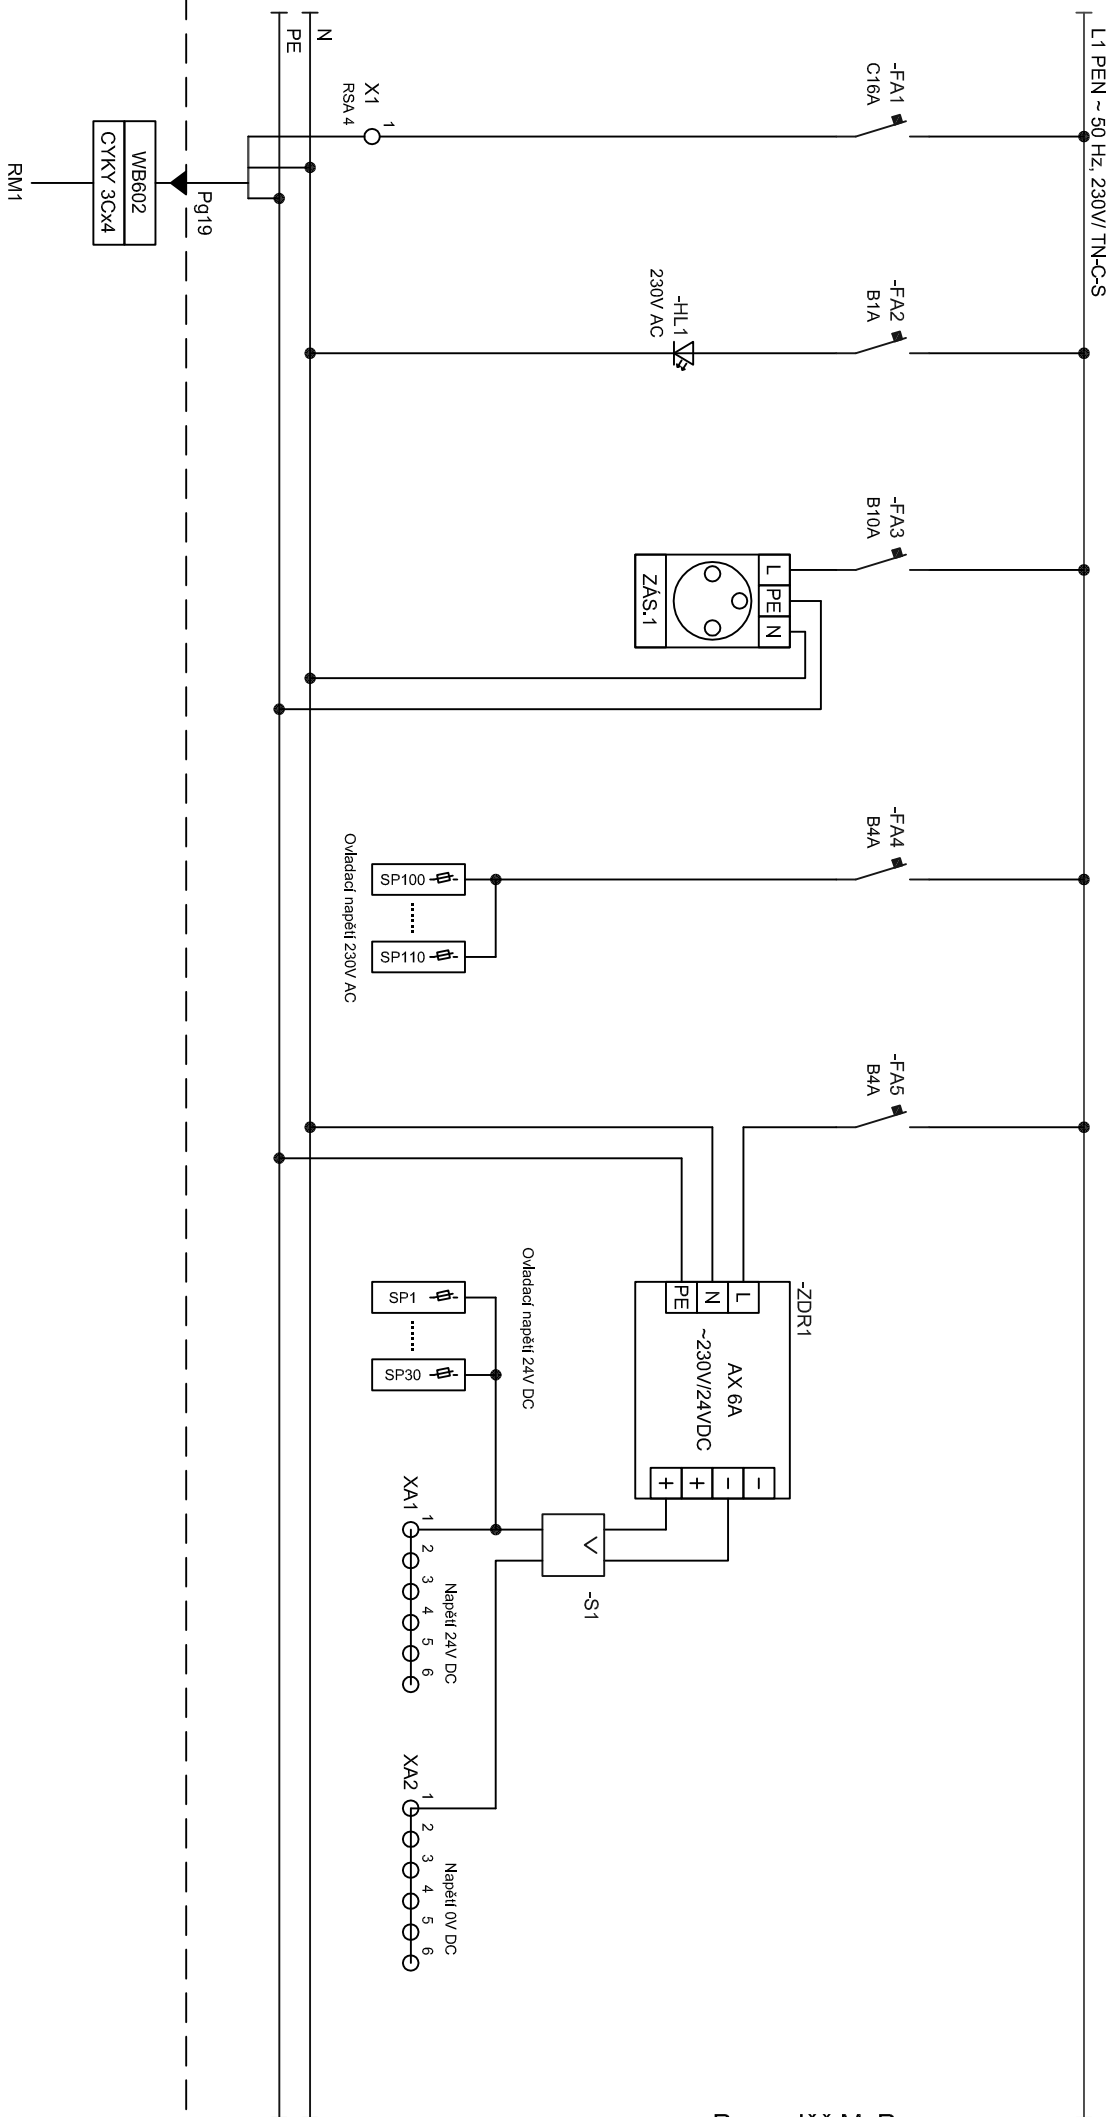 L1 PEN ~ 50 Hz, 230V/ TN-C-S
N
PE
-FA1
C16A
X1
1
RSA 4
Pg19
WB602
CYKY 3Cx4
RM1
-FA2
B1A
-HL1
230V AC
-FA3
B10A
L
PE
N
ZÁS.1
-FA4
B4A
SP100
SP110
Ovladací napětí 230V AC
-FA5
B4A
-ZDR1
L
N
PE
AX 6A
~230V/24VDC
-
-
+
+
Ovladací napětí 24V DC
SP1
SP30
-S1
XA1
1
2
3
4
5
6
Napětí 24V DC
XA2
1
2
3
4
5
6
Napětí 0V DC